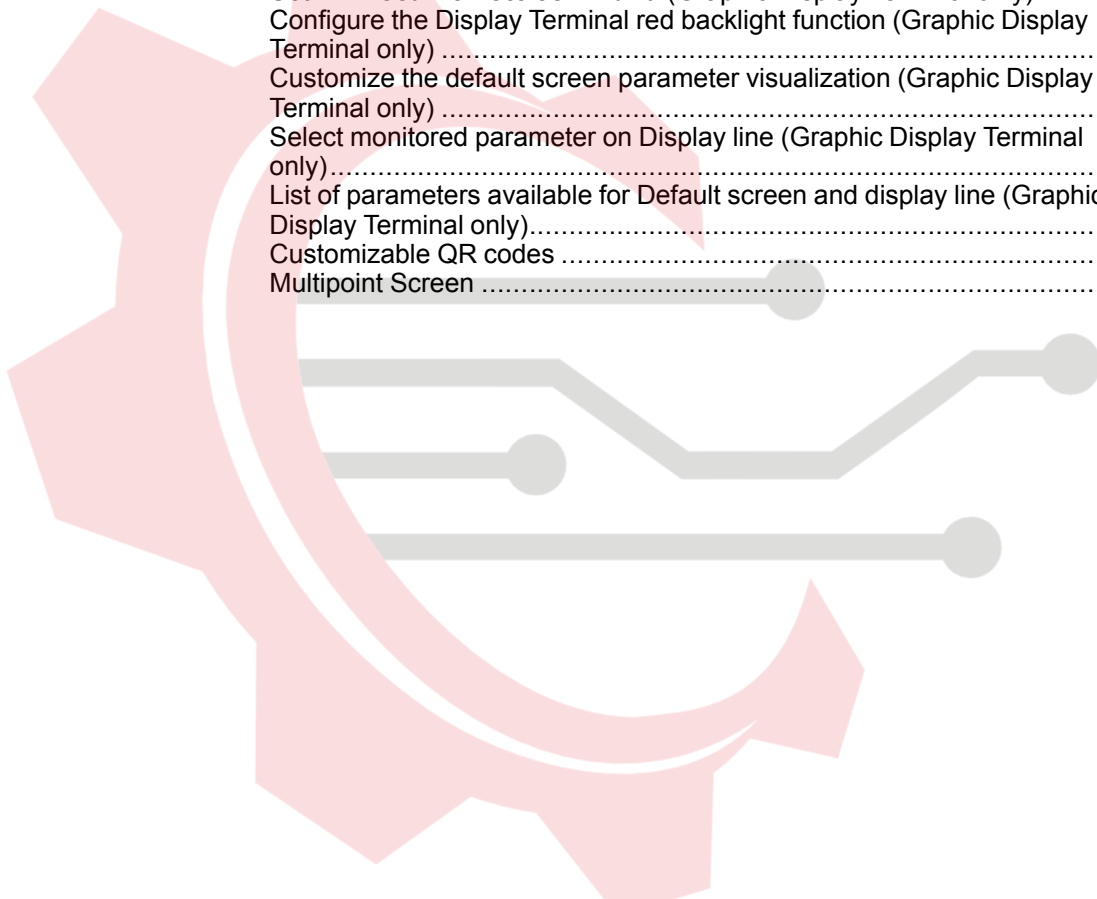 Configure the Display Terminal red backlight function (Graphic Display
Terminal only) ....................................................................................
Customize the default screen parameter visualization (Graphic Display
Terminal only) ....................................................................................
Select monitored parameter on Display line (Graphic Display Terminal
only)..................................................................................................
List of parameters available for Default screen and display line (Graphic
Display Terminal only).........................................................................
Customizable QR codes .....................................................................
Multipoint Screen ...............................................................................